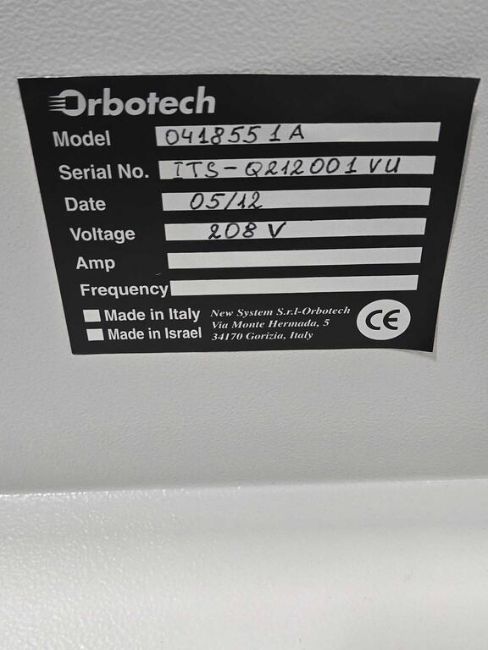 Orbotech
Model 0418551A
Serial No. ITS-Q212001VU
Date 05/12
Voltage 208 V
Amp
Frequency
Made in Italy
Made in Israel
New System S.r.l-Orbotech
Via Monte Hermada, 5
34170 Gorizia, Italy
CE